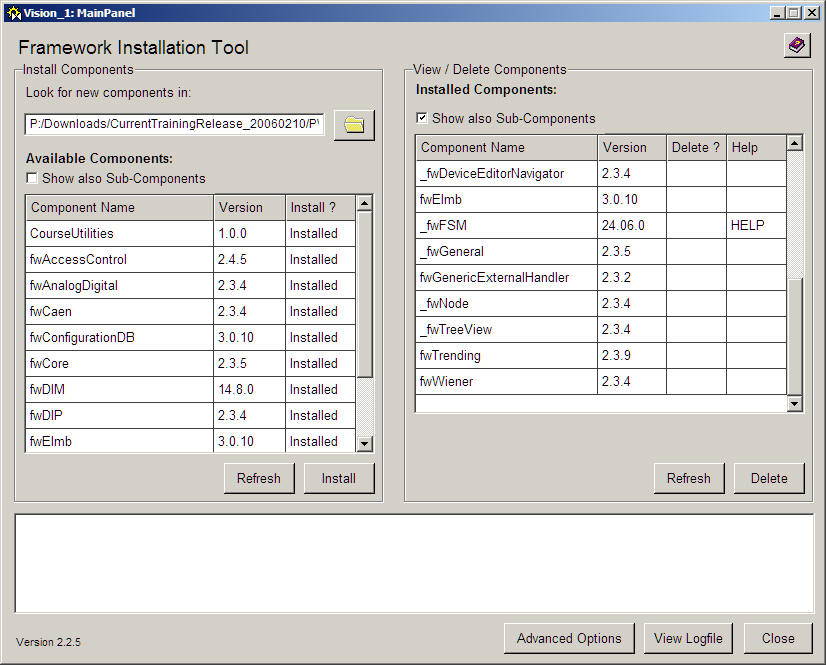 Vision_1: MainPanel
Framework Installation Tool
Install Components
Look for new components in:
P:/Downloads/CurrentTrainingRelease_20060210/P\
Available Components:
Show also Sub-Components
Component Name Version Install ?
CourseUtilities 1.0.0 Installed
fwAccessControl 2.4.5 Installed
fwAnalogDigital 2.3.4 Installed
fwCaen 2.3.4 Installed
fwConfigurationDB 3.0.10 Installed
fwCore 2.3.5 Installed
fwDIM 14.8.0 Installed
fwDIP 2.3.4 Installed
fwElmb 3.0.10 Installed
Refresh Install
View / Delete Components
Installed Components:
Show also Sub-Components
Component Name Version Delete ? Help
_fwDeviceEditorNavigator 2.3.4
fwElmb 3.0.10
_fwFSM 24.06.0 HELP
_fwGeneral 2.3.5
fwGenericExternalHandler 2.3.2
_fwNode 2.3.4
_fwTreeView 2.3.4
fwTrending 2.3.9
fwWiener 2.3.4
Refresh Delete
Version 2.2.5
Advanced Options View Logfile Close